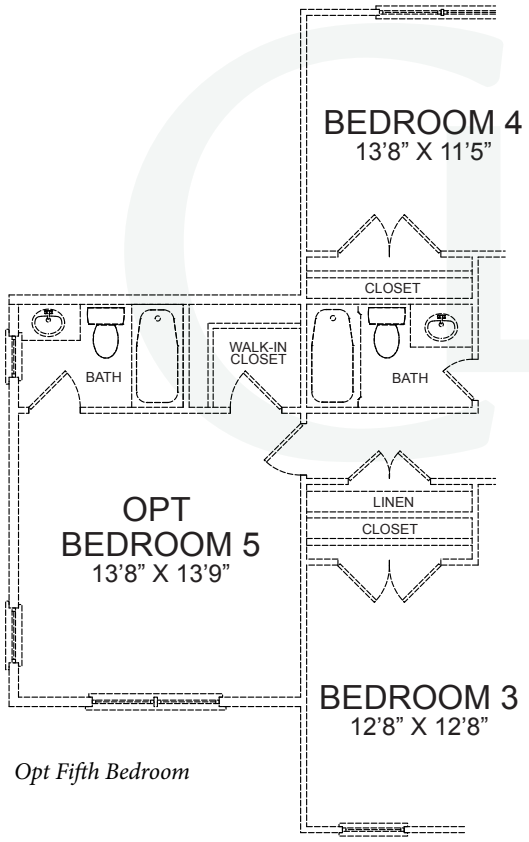 BEDROOM 4
13’8” X 11’5”
CLOSET
WALK-IN
CLOSET
BATH
BATH
LINEN
CLOSET
OPT
BEDROOM 5
13’8” X 13’9”
BEDROOM 3
12’8” X 12’8”
Opt Fifth Bedroom